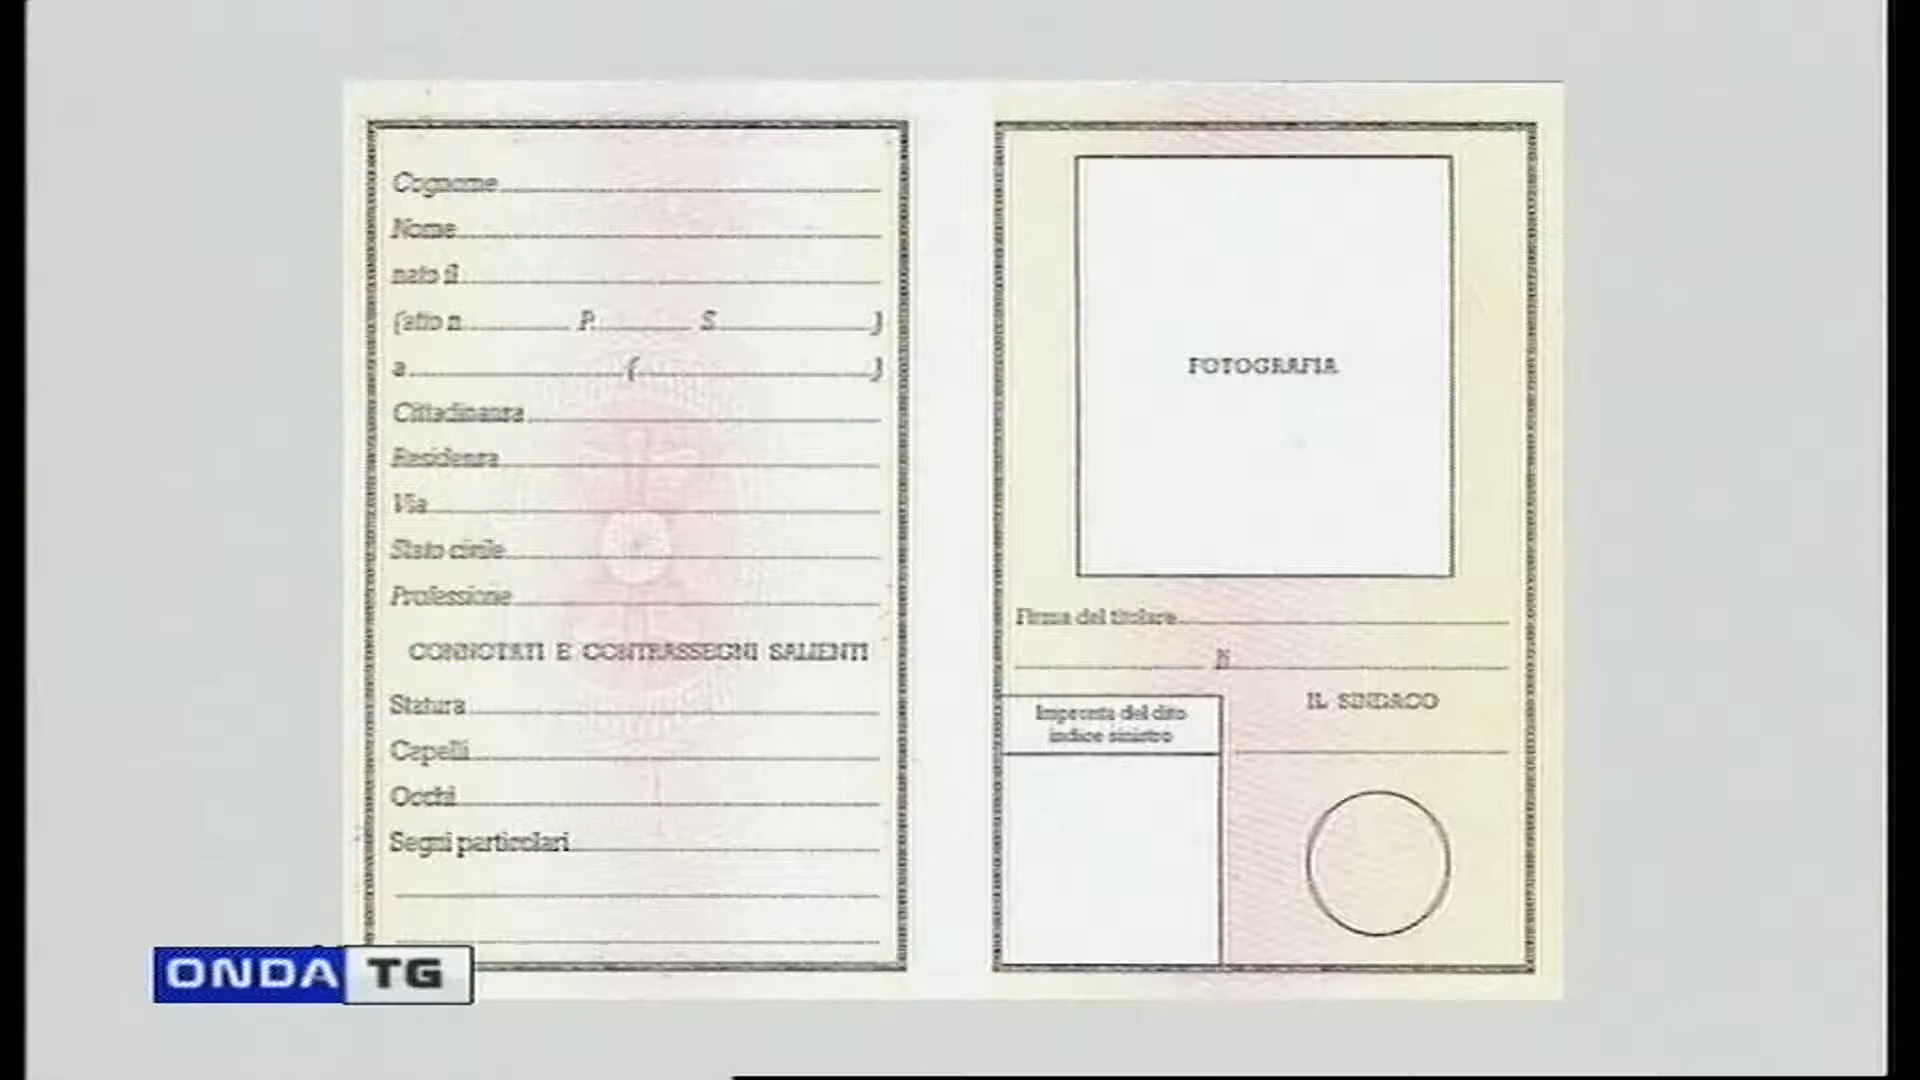 Cognome
Nome
nato il
(atto n. P. S. )
a ( )
Cittadinanza
Residenza
Via
Stato civile
Professione
CONNOTATI E CONTRASSEGNI SALIENTI
Statura
Capelli
Occhi
Segni particolari
FOTOGRAFIA
Firma del titolare
lì
Impronta del dito
indice sinistro
IL SINDACO
ONDA TG